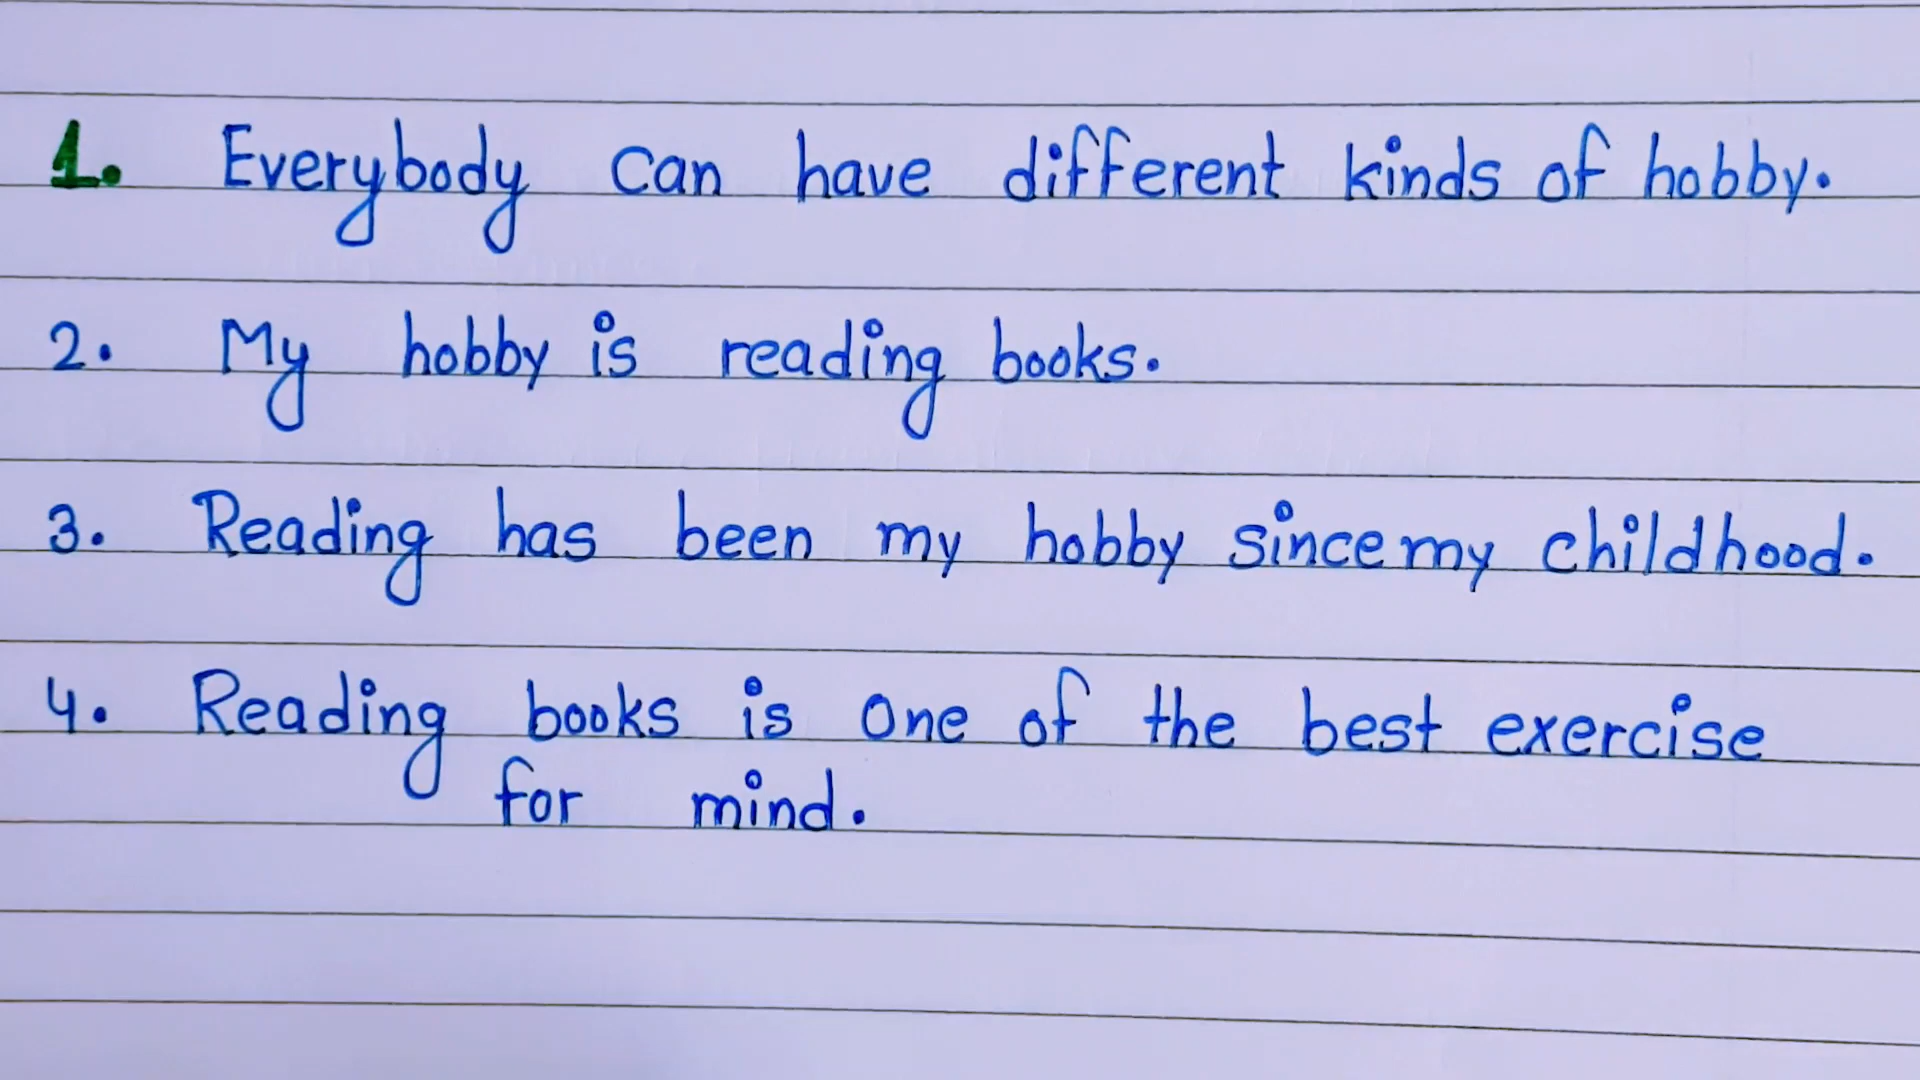 1. Everybody can have different kinds of hobby.
2. My hobby is reading books.
3. Reading has been my hobby since my childhood.
4. Reading books is one of the best exercise
for mind.